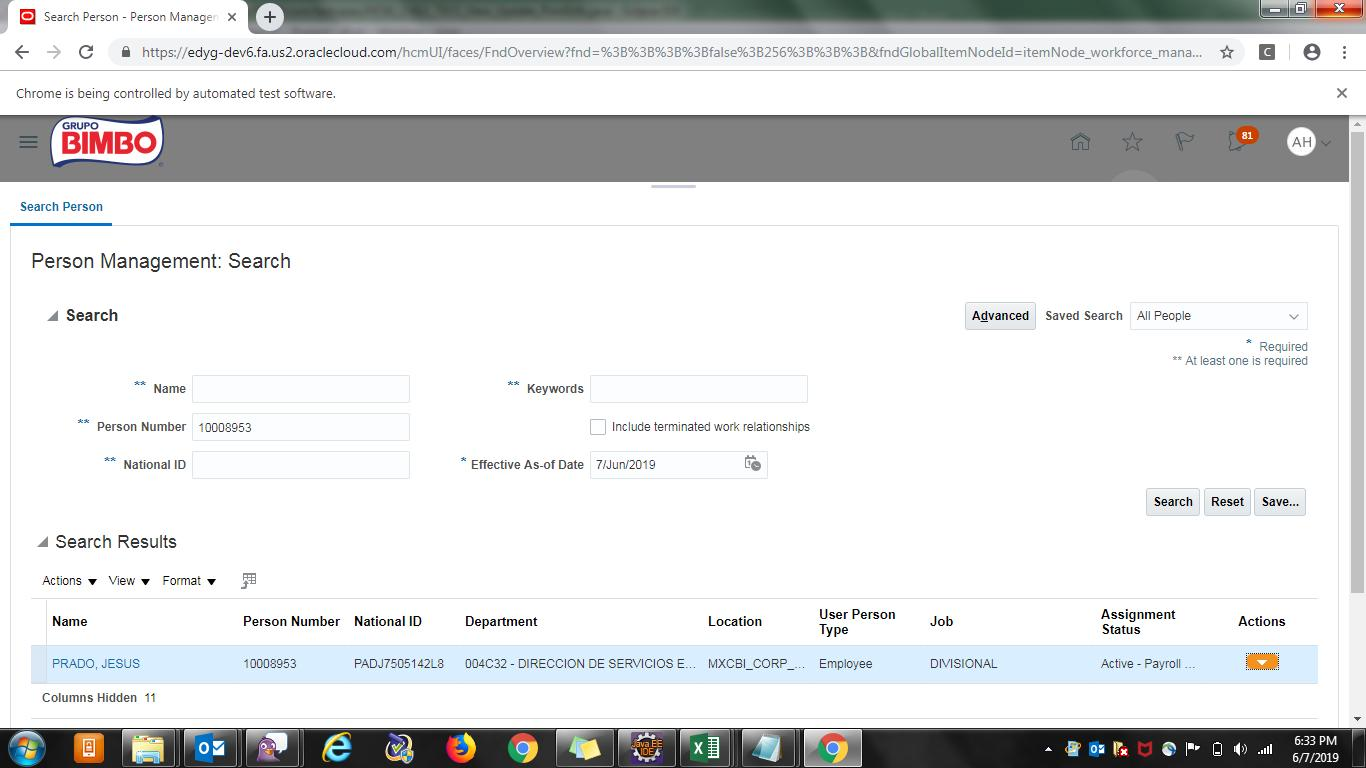 Search Person - Person Managem
https://edyg-dev6.fa.us2.oraclecloud.com/hcmUI/faces/FndOverview?fnd=%3B%3B%3B%3Bfalse%3B256%3B%3B%3B&fndGlobalItemNodeId=itemNode_workforce_mana...
C
Chrome is being controlled by automated test software.
GRUPO
BIMBO
81
AH
Search Person
Person Management: Search
Search
Advanced Saved Search All People
* Required
** At least one is required
** Name ** Keywords
** Person Number 10008953 Include terminated work relationships
** National ID * Effective As-of Date 7/Jun/2019
Search Reset Save...
Search Results
Actions View Format
Name Person Number National ID Department Location User Person Type Job Assignment Status Actions
PRADO, JESUS 10008953 PADJ7505142L8 004C32 - DIRECCION DE SERVICIOS E... MXCBI_CORP_... Employee DIVISIONAL Active - Payroll ...
Columns Hidden 11
Java EE
IDE
6:33 PM
6/7/2019